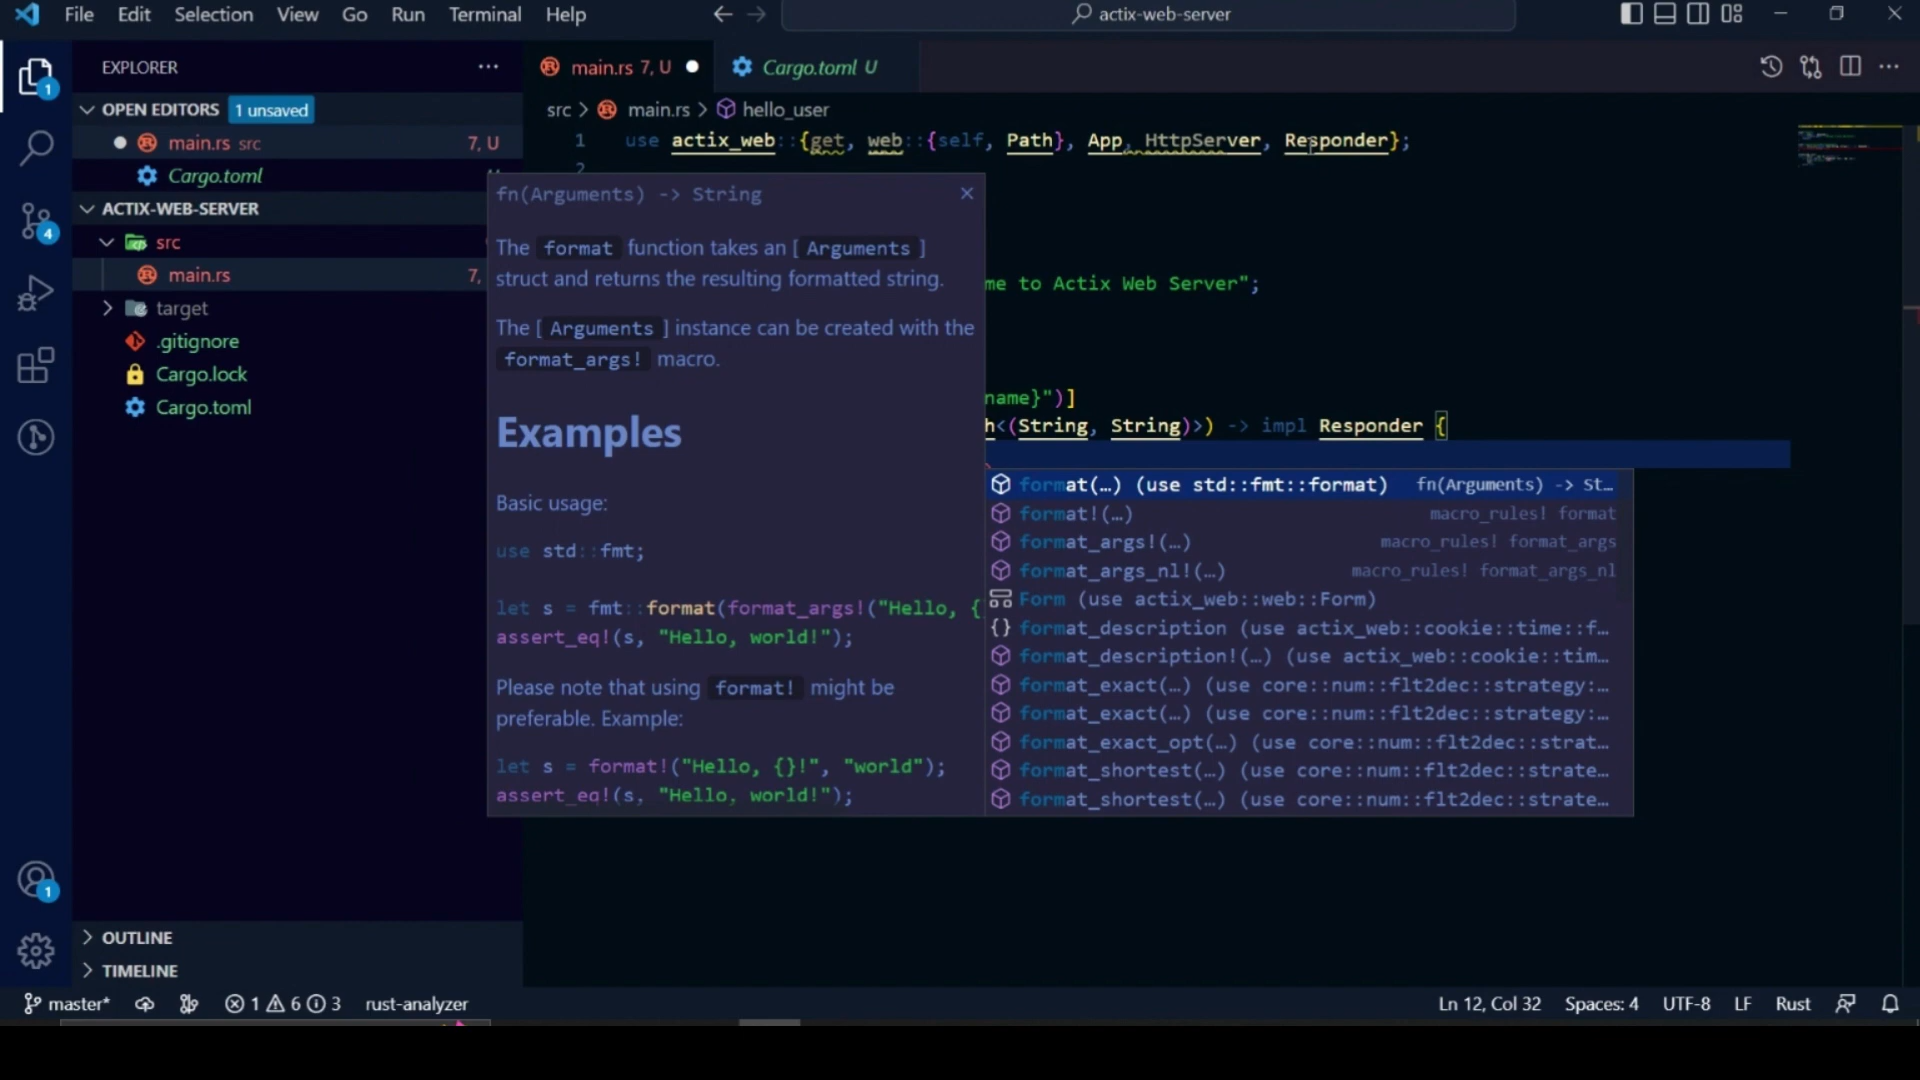 File Edit Selection View Go Run Terminal Help
actix-web-server
EXPLORER
OPEN EDITORS 1 unsaved
main.rs src 7, U
Cargo.toml
ACTIX-WEB-SERVER
src
main.rs 7,
target
.gitignore
Cargo.lock
Cargo.toml
OUTLINE
TIMELINE
1
4
1
main.rs 7, U
Cargo.toml U
src > main.rs > hello_user
1 use actix_web::{get, web::{self, Path}, App, HttpServer, Responder};
2
me to Actix Web Server";
name}")]
h<(String, String)>) -> impl Responder {
fn(Arguments) -> String
The format function takes an [ Arguments ]
struct and returns the resulting formatted string.
The [ Arguments ] instance can be created with the
format_args! macro.
Examples
Basic usage:
use std::fmt;
let s = fmt::format(format_args!("Hello, {
assert_eq!(s, "Hello, world!");
Please note that using format! might be
preferable. Example:
let s = format!("Hello, {}!", "world");
assert_eq!(s, "Hello, world!");
format(…) (use std::fmt::format) fn(Arguments) -> St…
format!(…) macro_rules! format
format_args!(…) macro_rules! format_args
format_args_nl!(…) macro_rules! format_args_nl
Form (use actix_web::web::Form)
format_description (use actix_web::cookie::time::f…
format_description!(…) (use actix_web::cookie::tim…
format_exact(…) (use core::num::flt2dec::strategy:…
format_exact(…) (use core::num::flt2dec::strategy:…
format_exact_opt(…) (use core::num::flt2dec::strat…
format_shortest(…) (use core::num::flt2dec::strate…
format_shortest(…) (use core::num::flt2dec::strate…
master* 1 6 3 rust-analyzer
Ln 12, Col 32 Spaces: 4 UTF-8 LF Rust